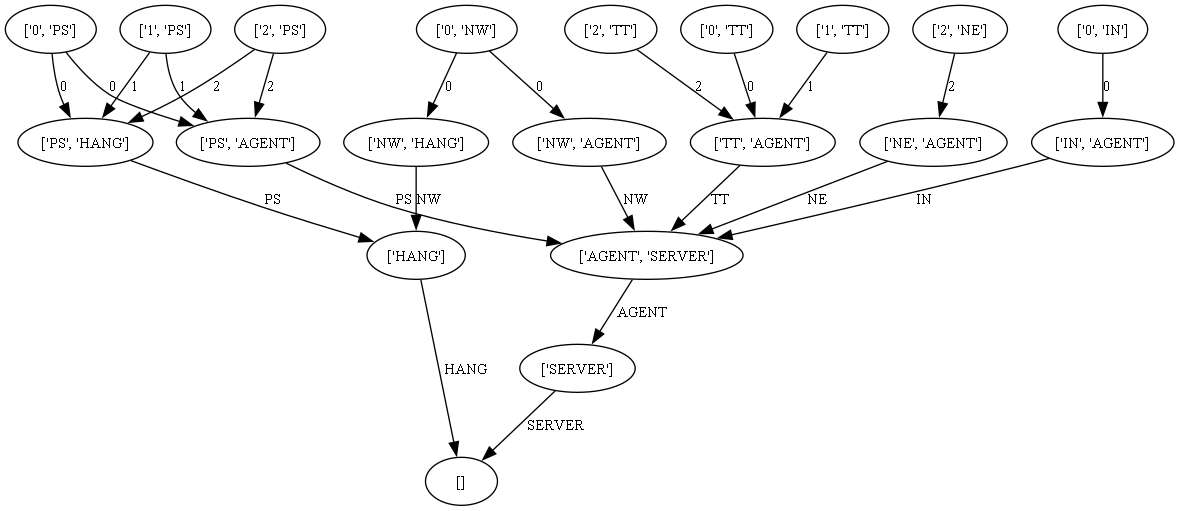 ['0', 'PS']
['1', 'PS']
['2', 'PS']
['0', 'NW']
['2', 'TT']
['0', 'TT']
['1', 'TT']
['2', 'NE']
['0', 'IN']
0
0
1
1
2
2
0
0
2
0
1
2
0
['PS', 'HANG']
['PS', 'AGENT']
['NW', 'HANG']
['NW', 'AGENT']
['TT', 'AGENT']
['NE', 'AGENT']
['IN', 'AGENT']
PS
PS
NW
NW
TT
NE
IN
['HANG']
['AGENT', 'SERVER']
AGENT
HANG
['SERVER']
SERVER
[]